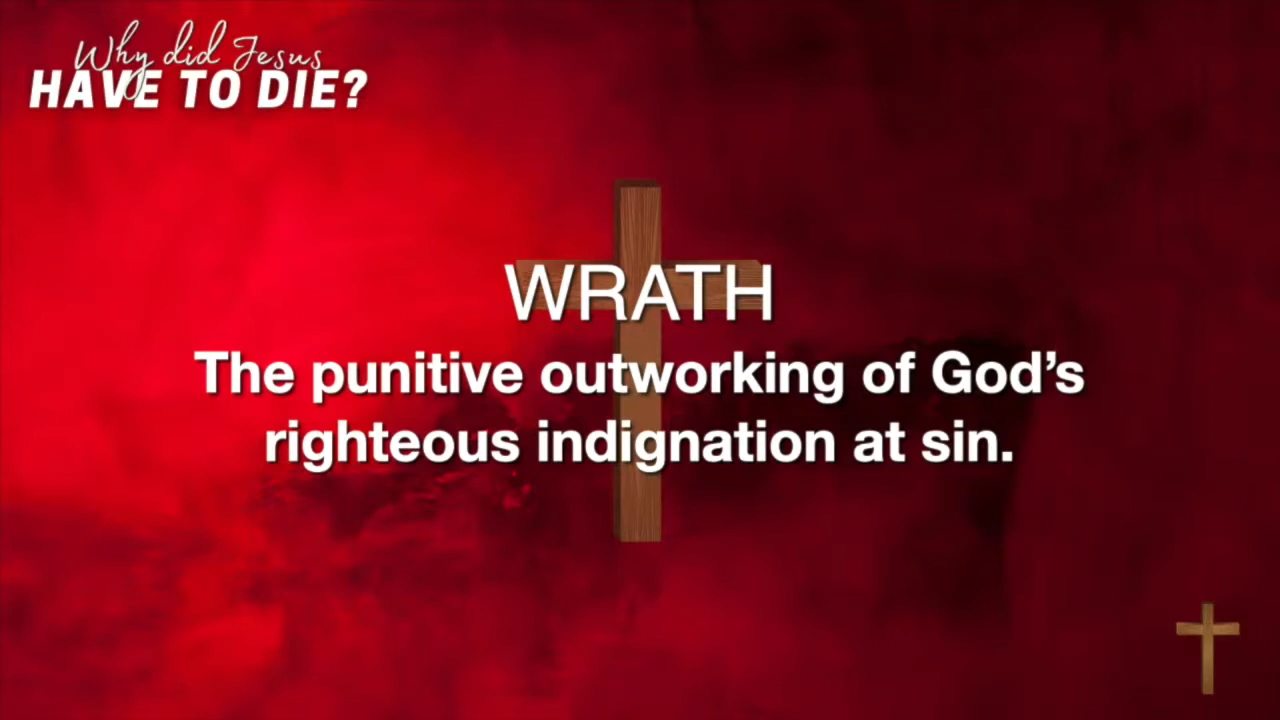 Why did Jesus
HAVE TO DIE?
WRATH
The punitive outworking of God’s
righteous indignation at sin.